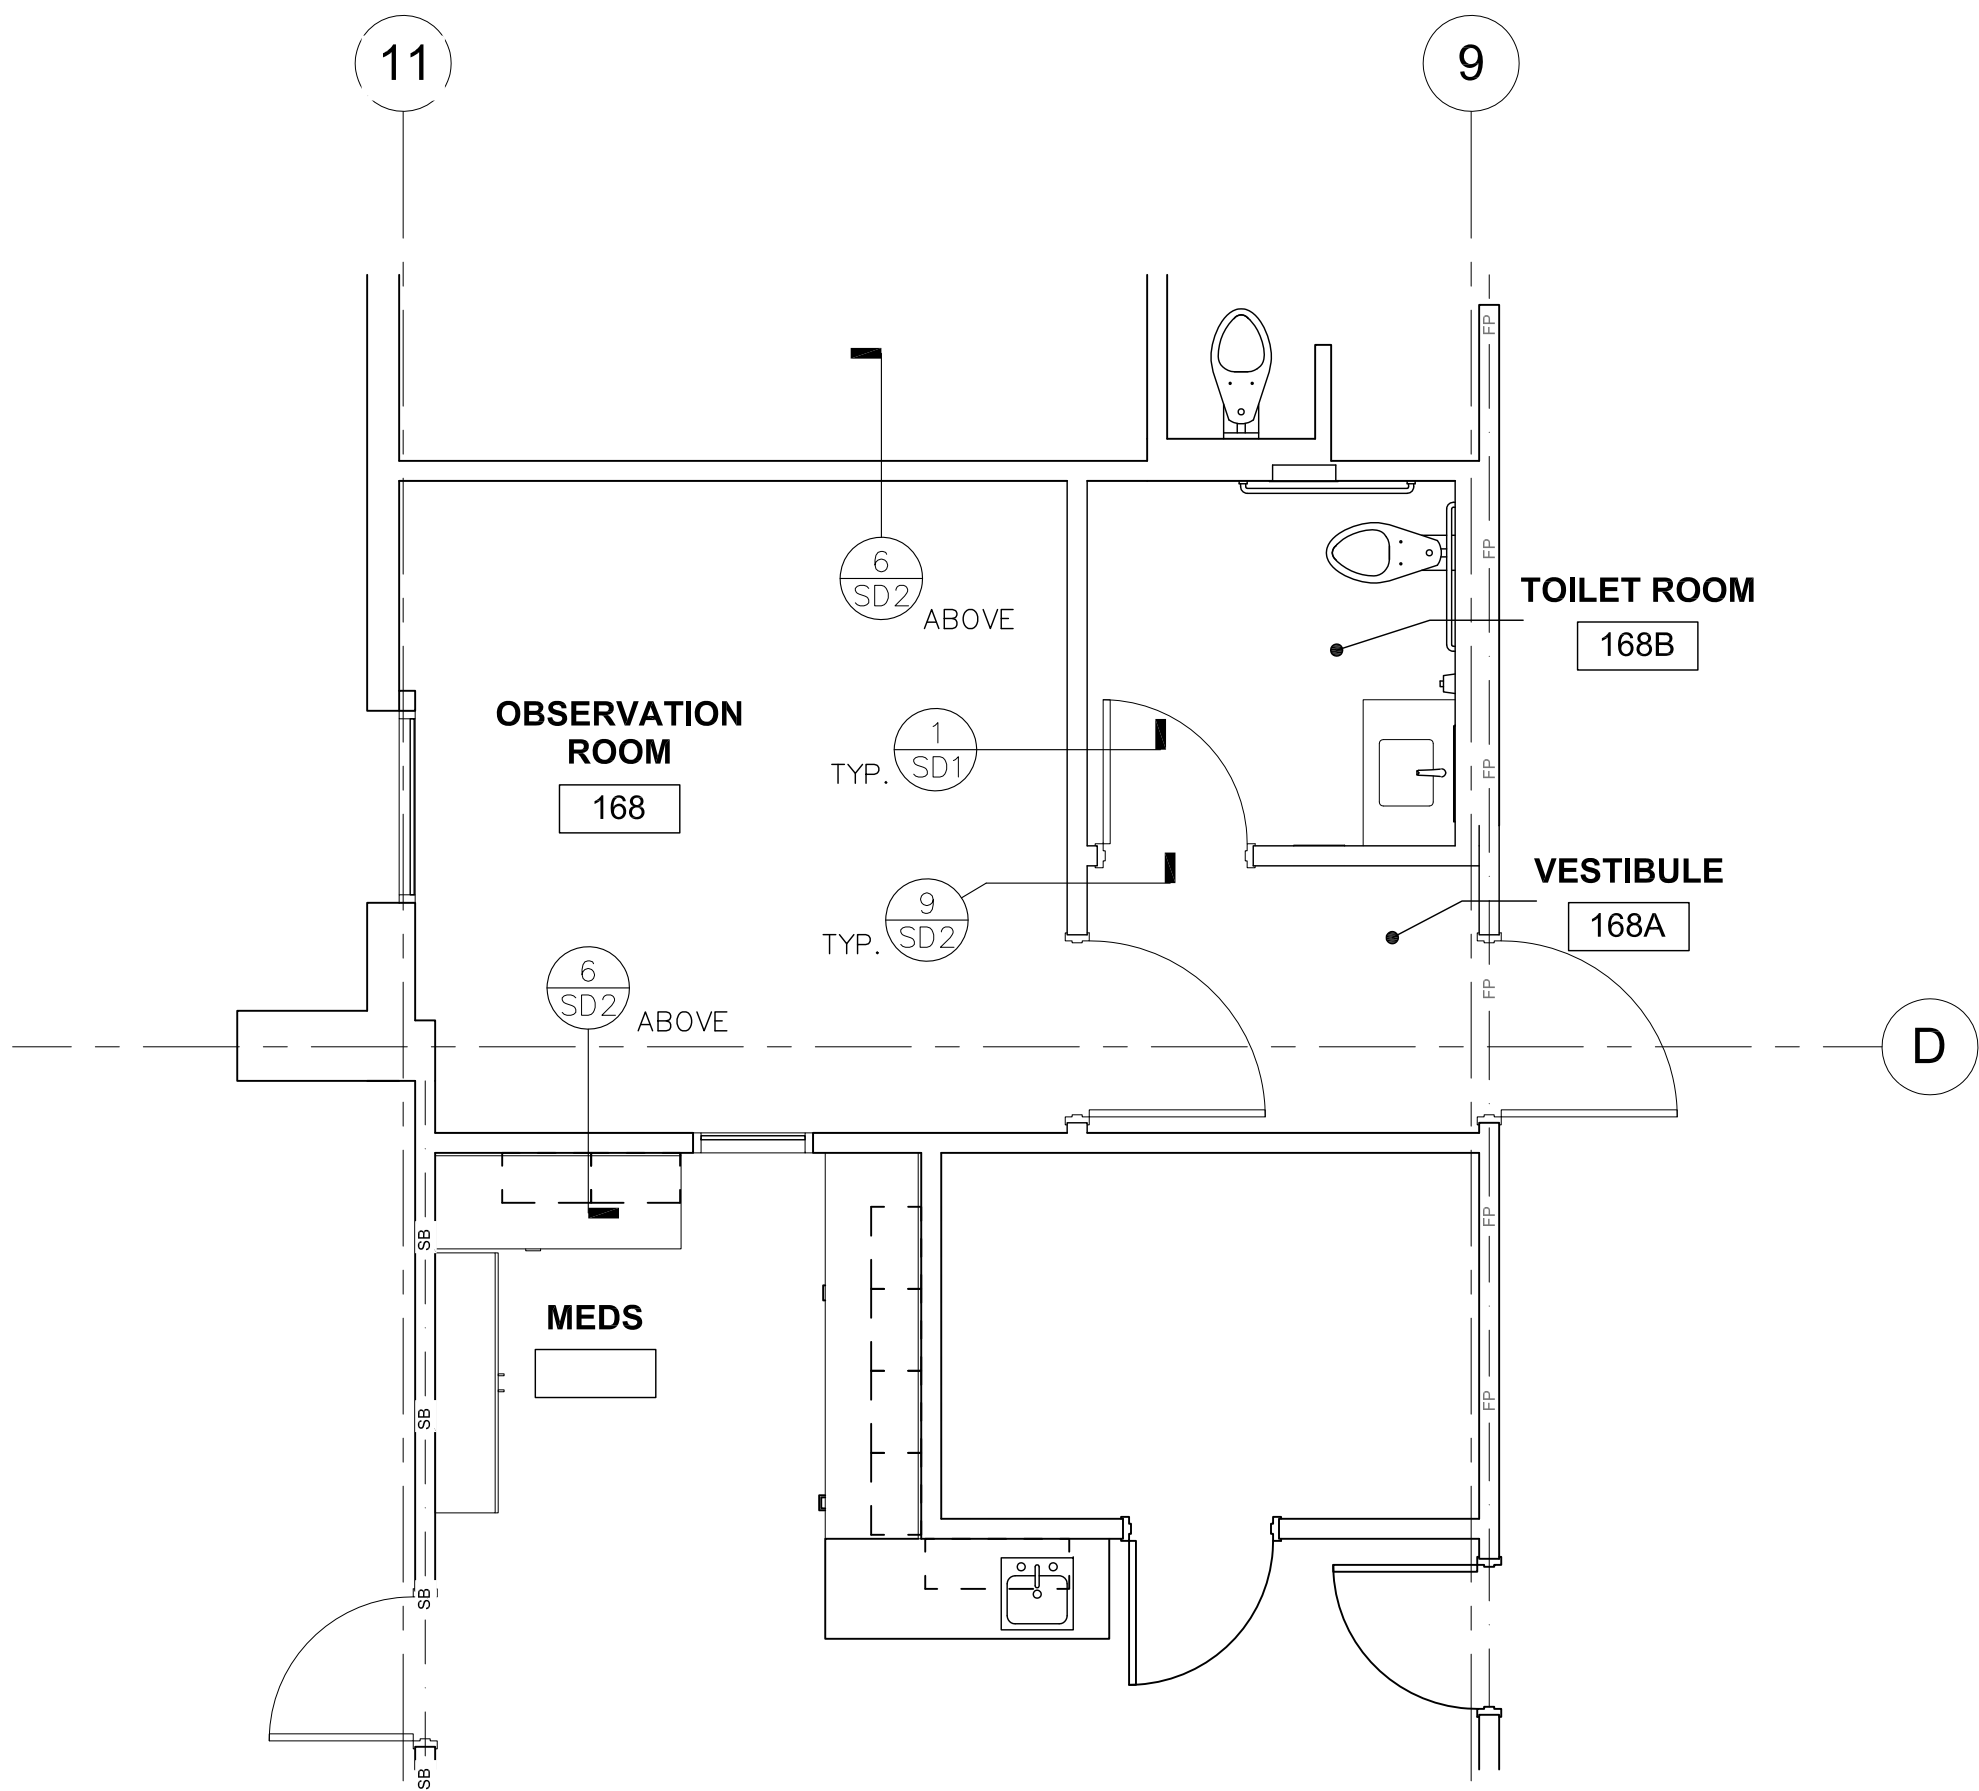 11
9
FP
FP
6
SD2
ABOVE
TOILET ROOM
168B
OBSERVATION
ROOM
168
1
SD1
TYP.
FP
VESTIBULE
168A
9
SD2
TYP.
6
SD2
ABOVE
FP
D
SB
FP
MEDS
SB
FP
SB
SB